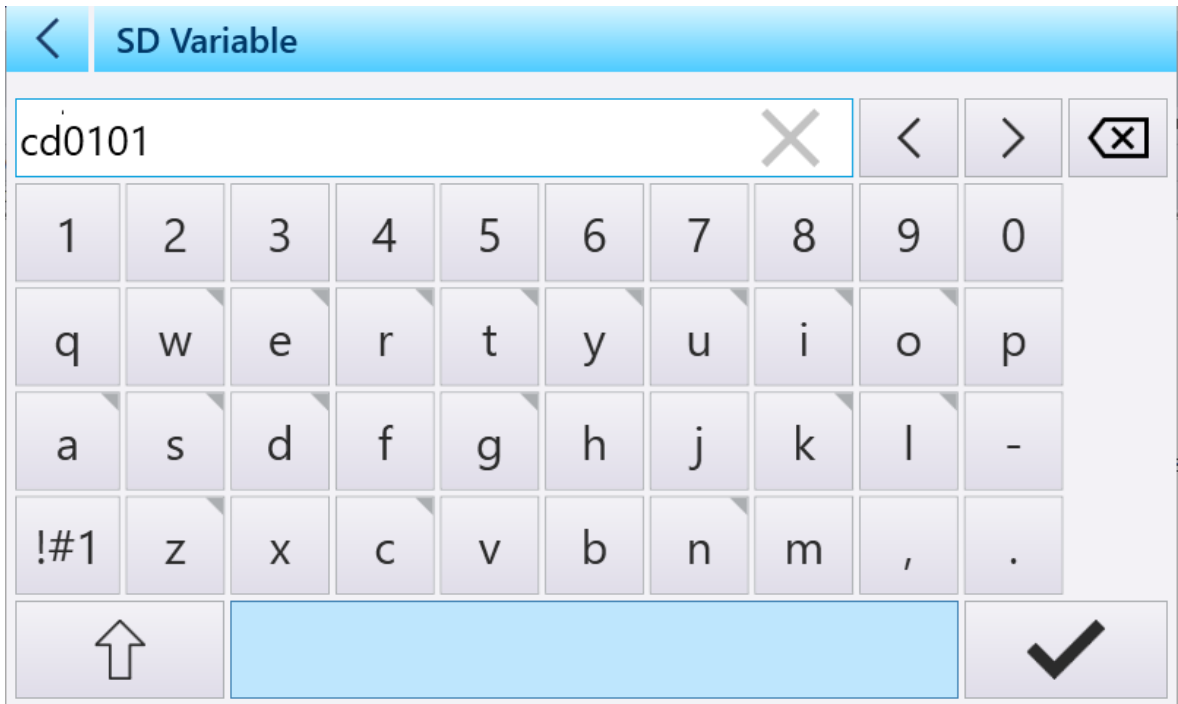 SD Variable
cd0101
1 2 3 4 5 6 7 8 9 0
q w e r t y u i o p
a s d f g h j k l -
!#1 z x c v b n m , .